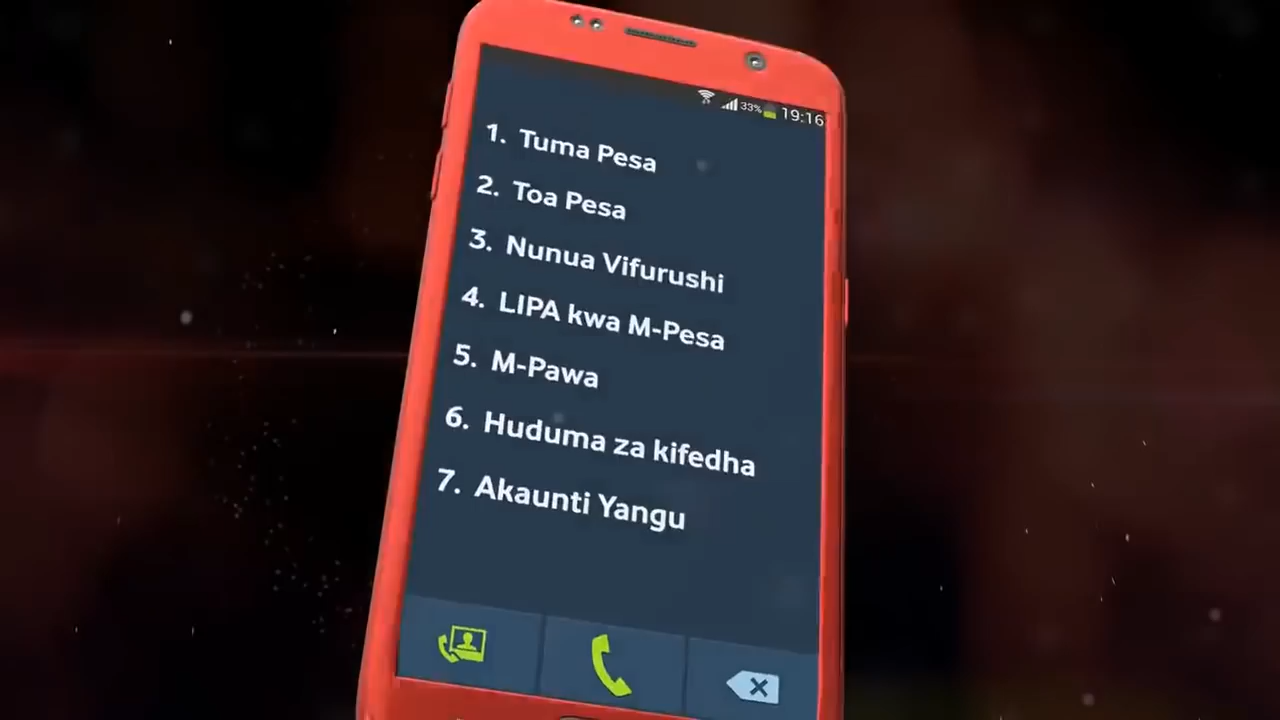 33% 19:16
1. Tuma Pesa
2. Toa Pesa
3. Nunua Vifurushi
4. LIPA kwa M-Pesa
5. M-Pawa
6. Huduma za kifedha
7. Akaunti Yangu